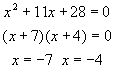 x² + 11x + 28 = 0
(x + 7)(x + 4) = 0
x = −7  x = −4